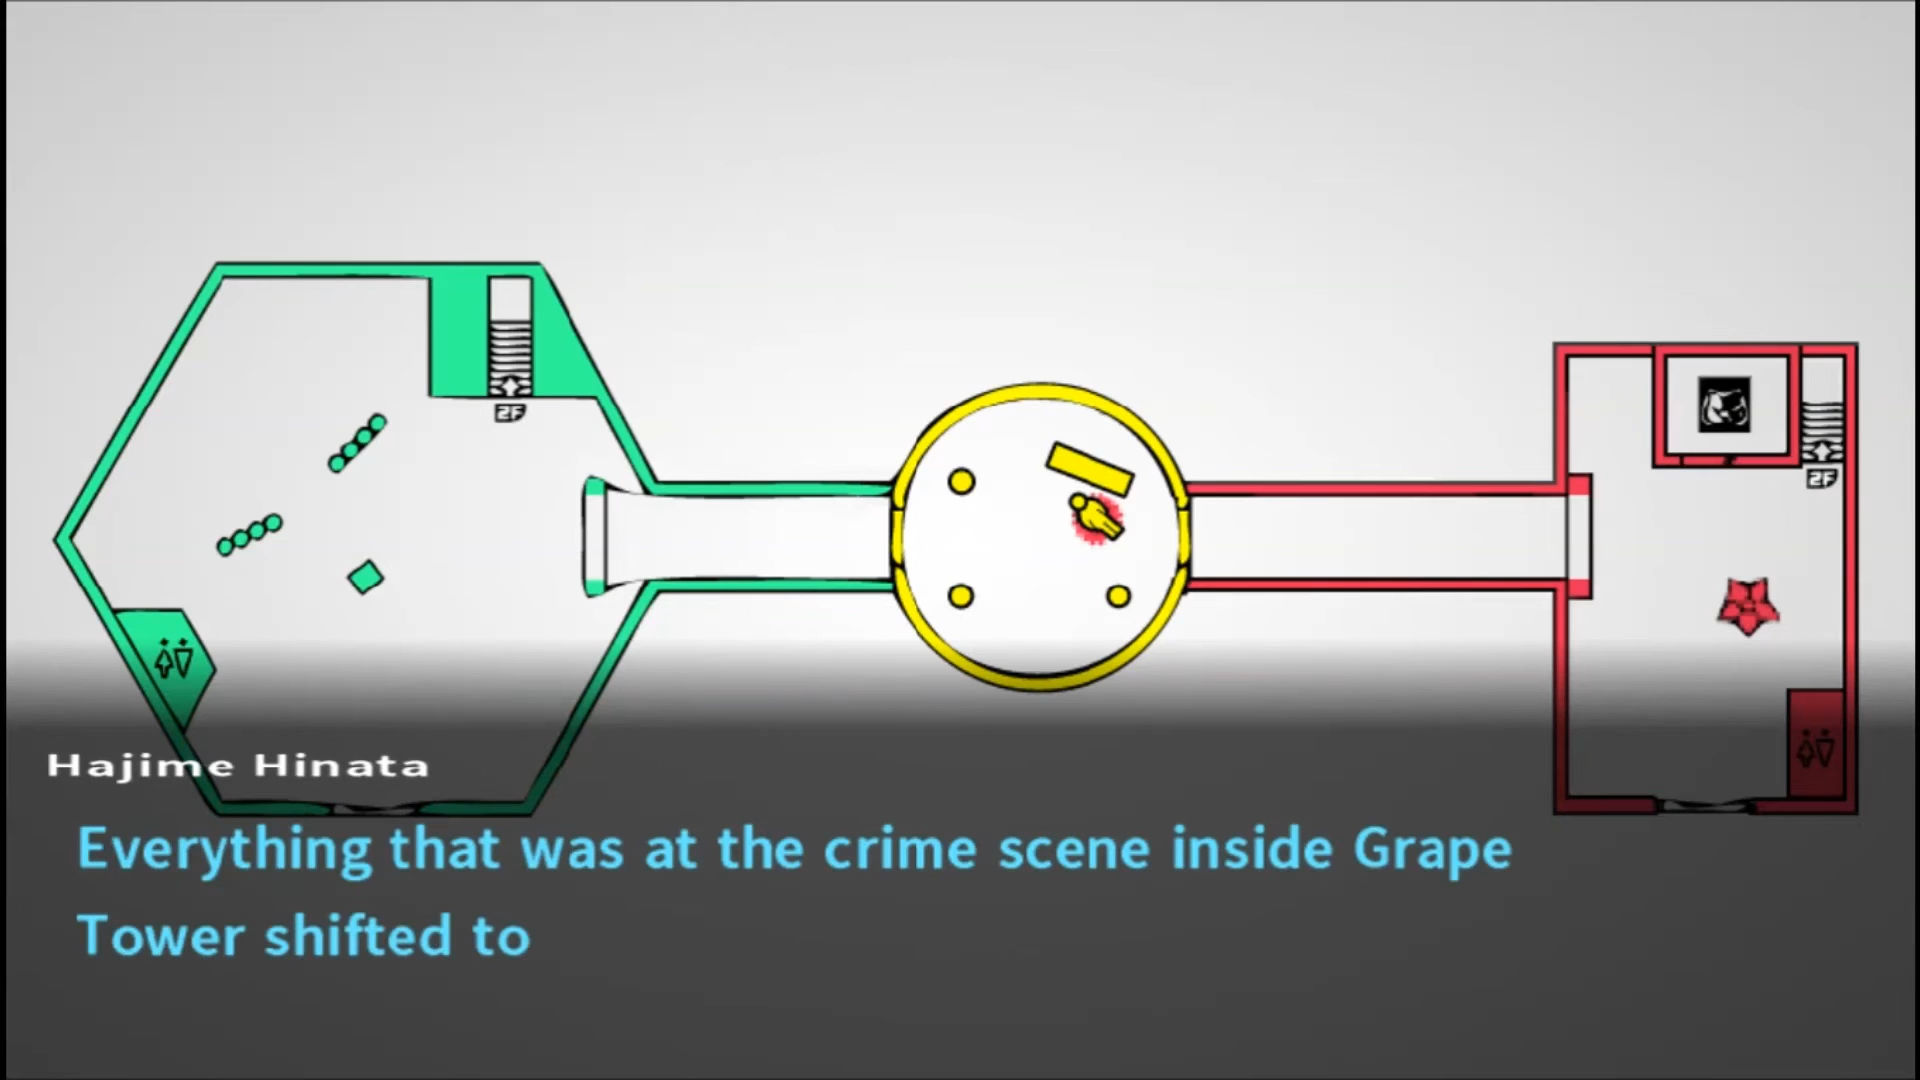 2F
2F
Hajime Hinata
Everything that was at the crime scene inside Grape
Tower shifted to